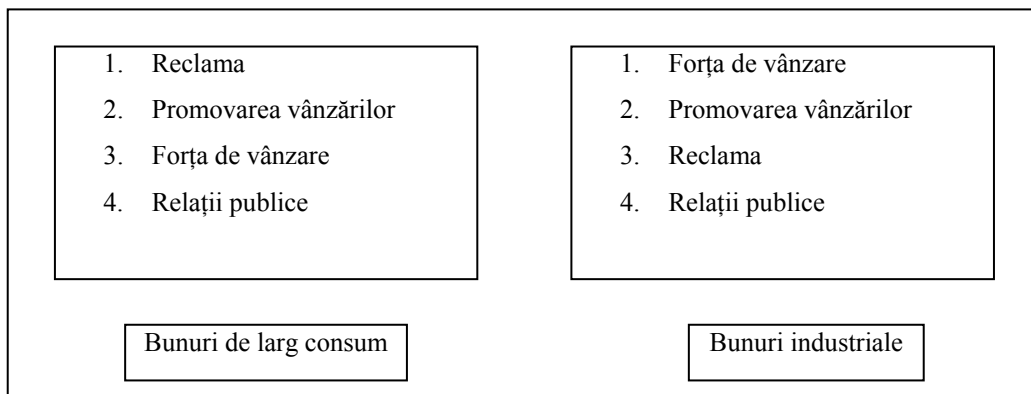 1. Reclama
2. Promovarea vânzărilor
3. Forța de vânzare
4. Relații publice
Bunuri de larg consum
1. Forța de vânzare
2. Promovarea vânzărilor
3. Reclama
4. Relații publice
Bunuri industriale